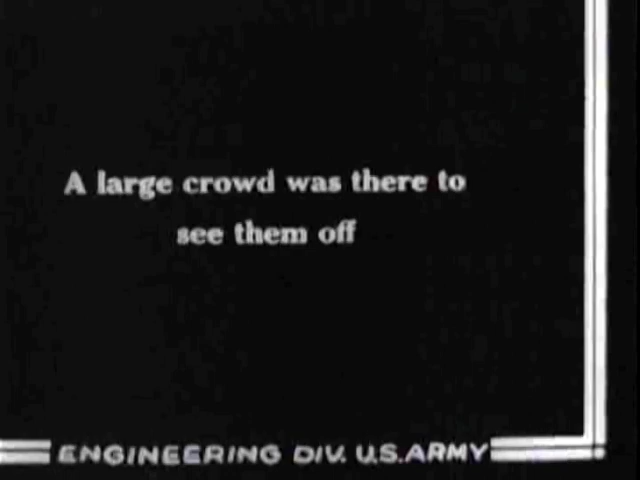 A large crowd was there to
see them off
ENGINEERING DIV. U.S. ARMY